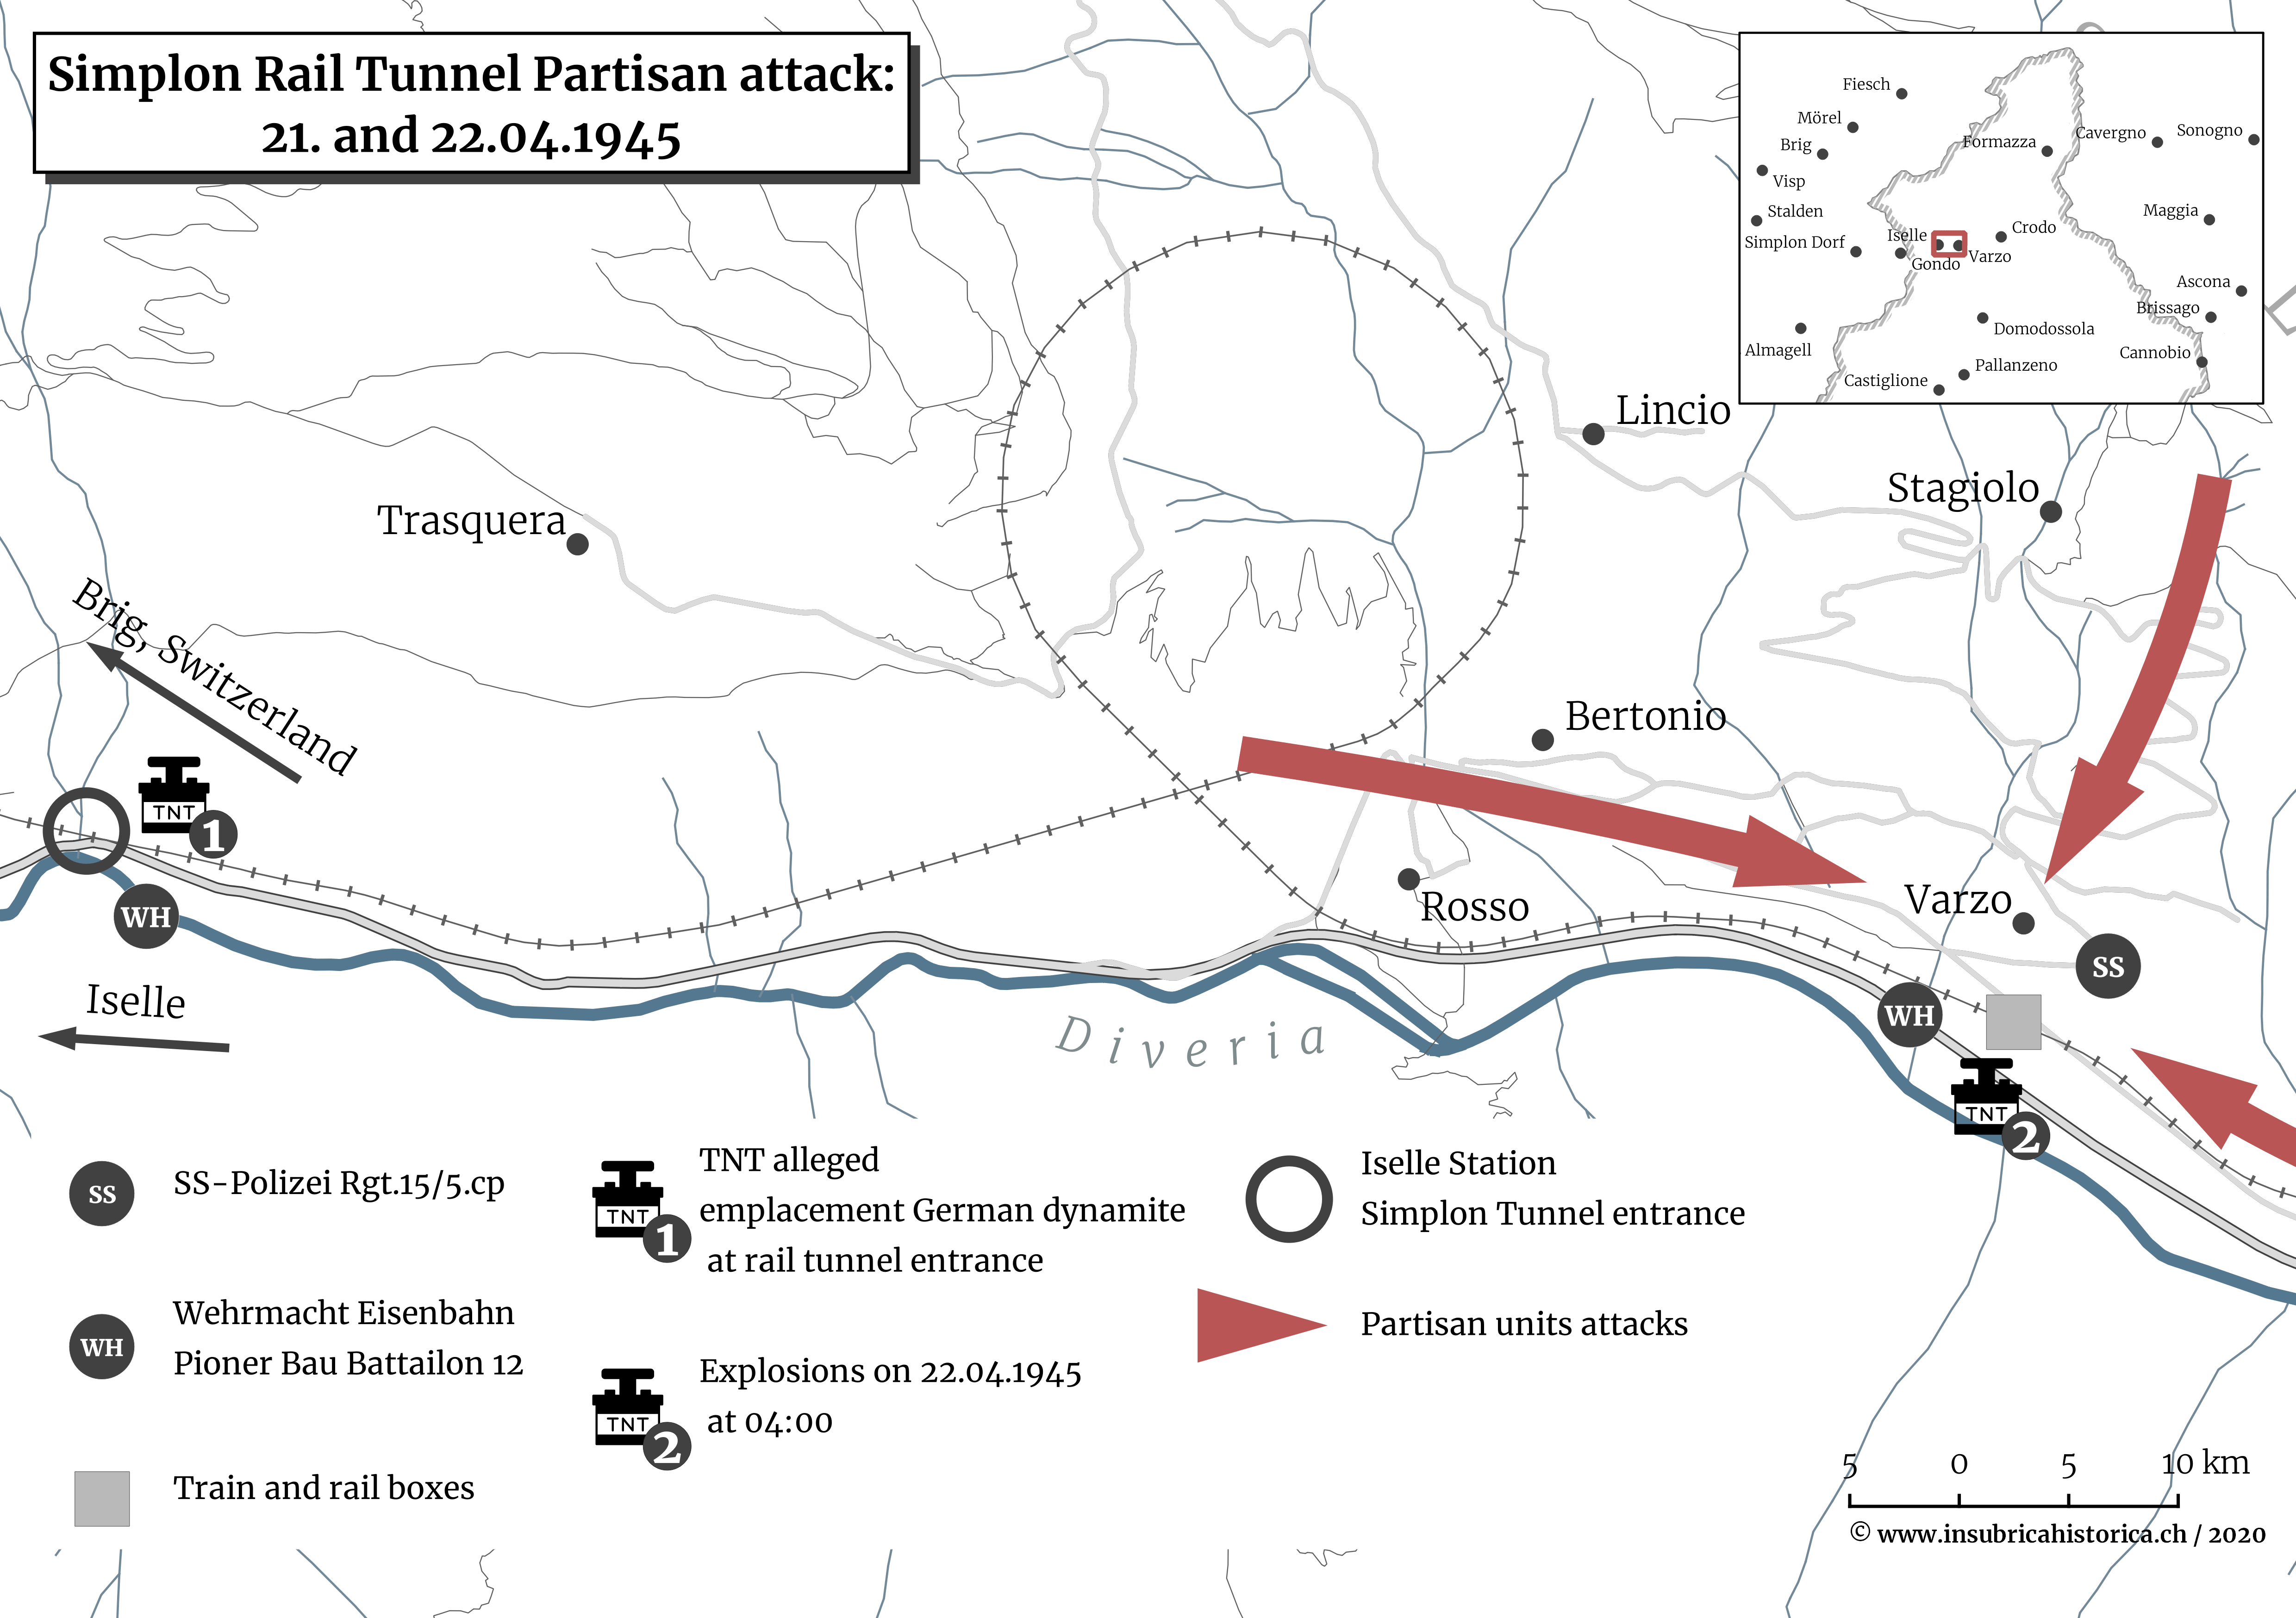 Simplon Rail Tunnel Partisan attack:
21. and 22.04.1945
Fiesch
Mörel
Brig
Visp
Stalden
Simplon Dorf
Almagell
Formazza
Cavergno
Sonogno
Maggia
Iselle
Gondo
Varzo
Crodo
Ascona
Brissago
Domodossola
Cannobio
Pallanzeno
Castiglione
Lincio
Stagiolo
Trasquera
Brig, Switzerland
Bertonio
TNT
1
WH
Iselle
Rosso
Varzo
SS
WH
Diveria
TNT
2
SS
SS-Polizei Rgt.15/5.cp
WH
Wehrmacht Eisenbahn
Pioner Bau Battailon 12
Train and rail boxes
TNT
1
TNT alleged
emplacement German dynamite
at rail tunnel entrance
TNT
2
Explosions on 22.04.1945
at 04:00
Iselle Station
Simplon Tunnel entrance
Partisan units attacks
5 0 5 10 km
© www.insubricahistorica.ch / 2020